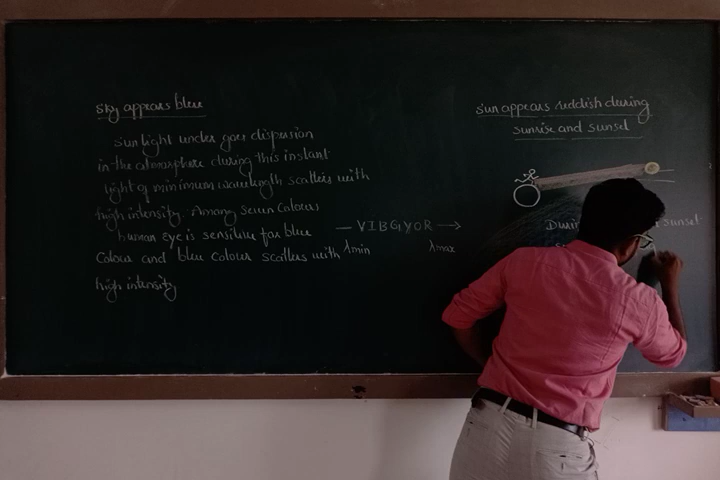 Sky appears blue
Sun light under goes dispersion
in the atmosphere during this instant
light of minimum wavelength scatters with
high intensity. Among seven colours
human eye is sensitive for blue
colour and blue colour scatters with
high intensity
— VIBGYOR →
λmin λmax
Sun appears reddish during
sunrise and sunset
sunset